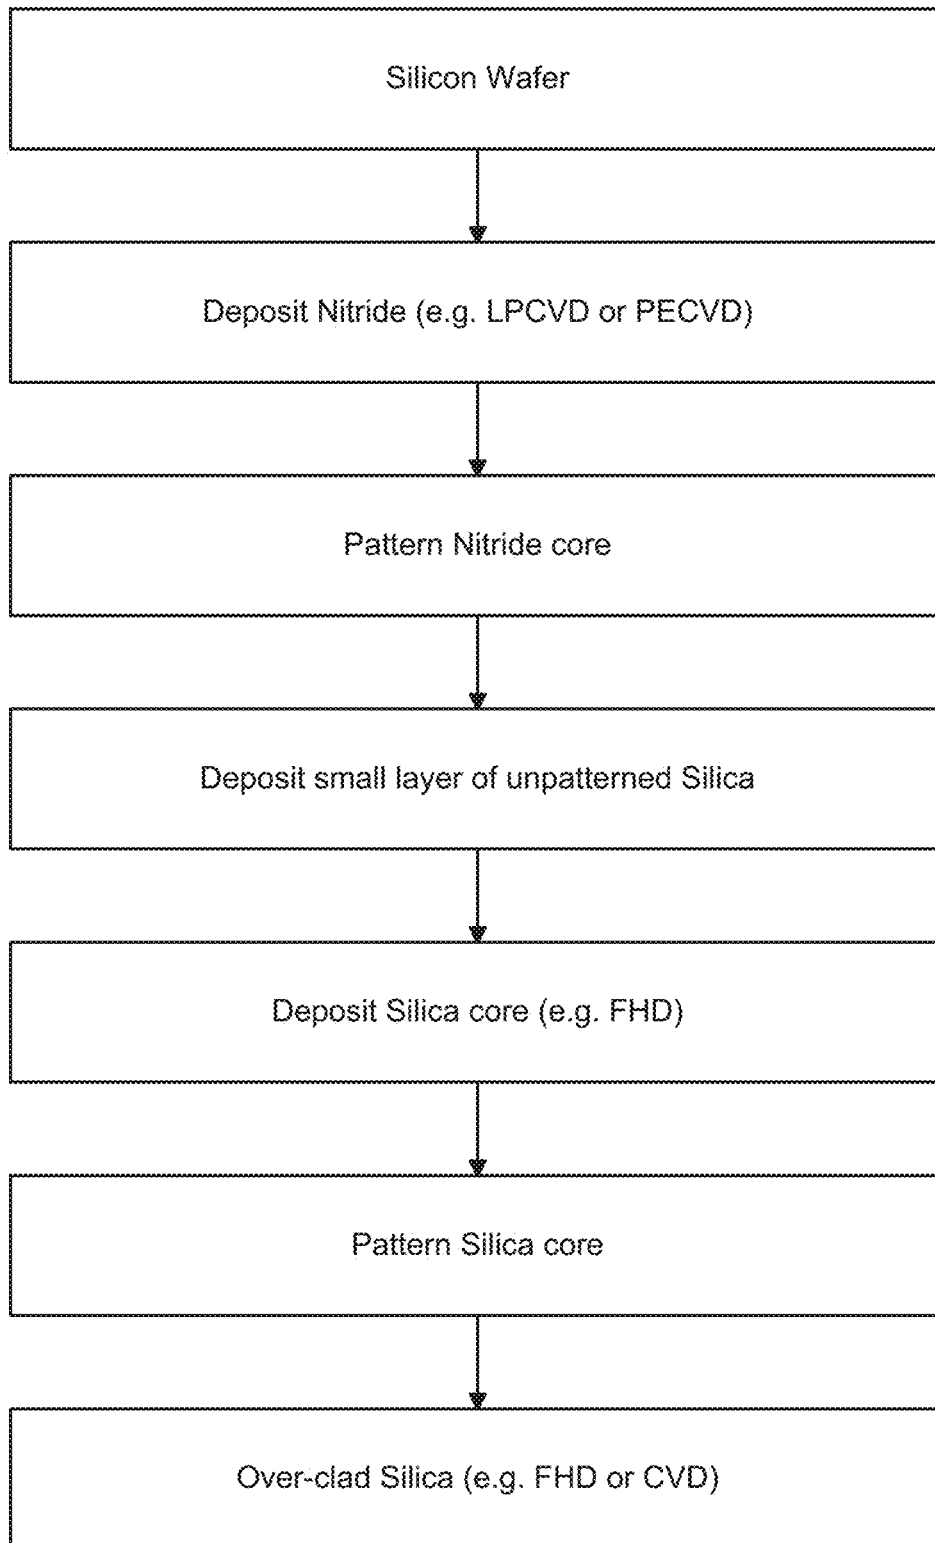 Silicon Wafer
Deposit Nitride (e.g. LPCVD or PECVD)
Pattern Nitride core
Deposit small layer of unpatterned Silica
Deposit Silica core (e.g. FHD)
Pattern Silica core
Over-clad Silica (e.g. FHD or CVD)